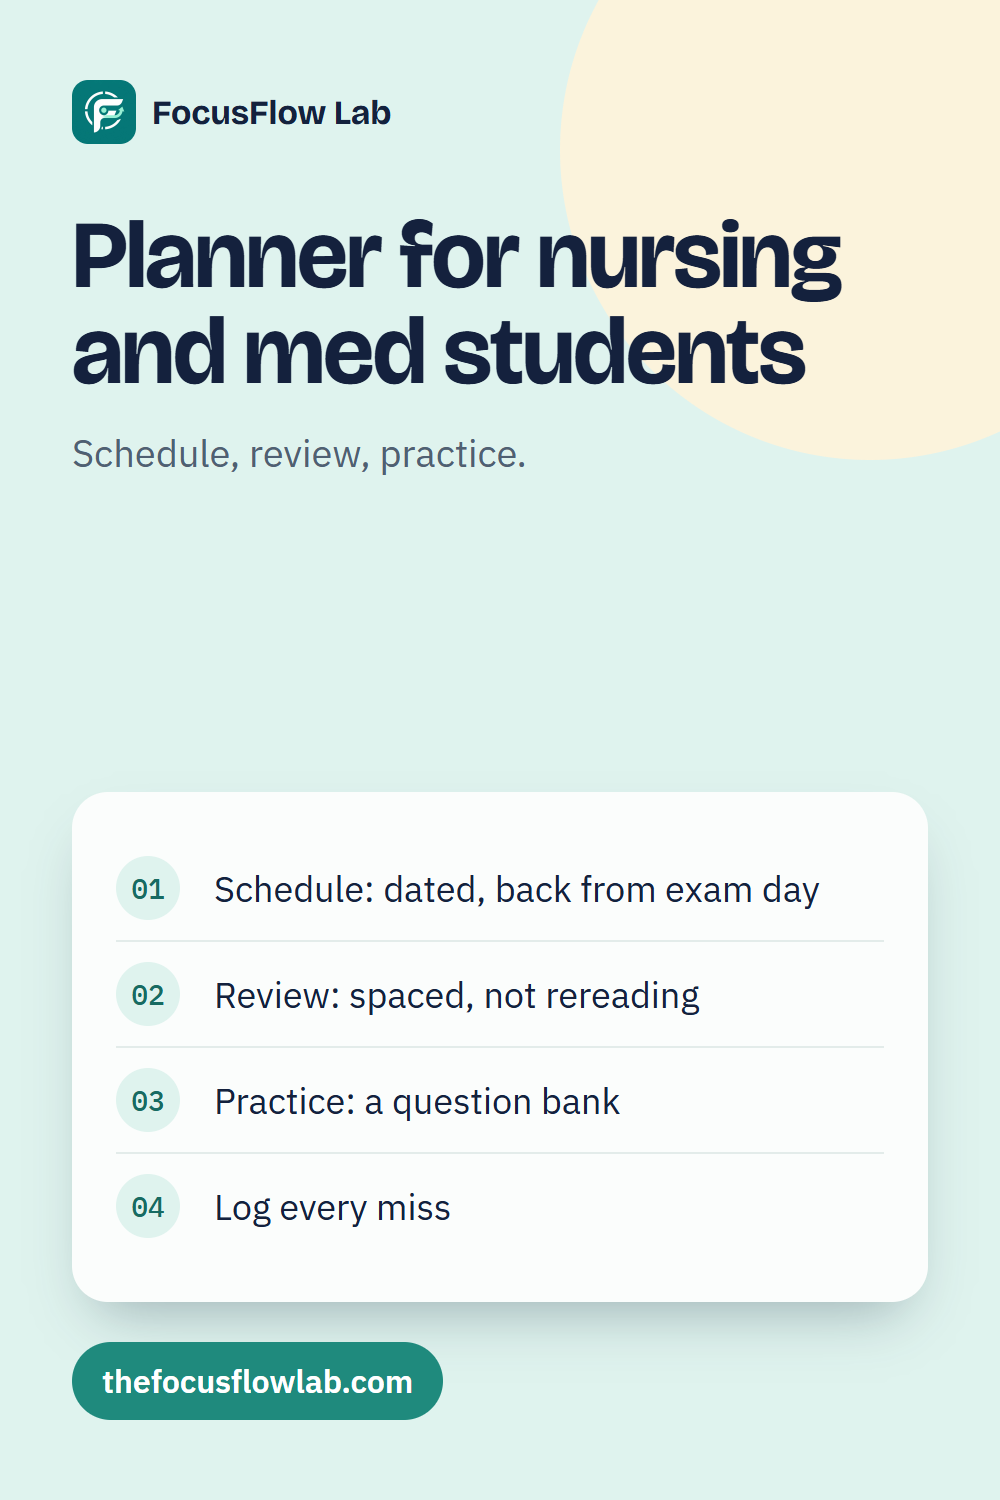 FocusFlow Lab
Planner for nursing
and med students
Schedule, review, practice.
01 Schedule: dated, back from exam day
02 Review: spaced, not rereading
03 Practice: a question bank
04 Log every miss
thefocusflowlab.com